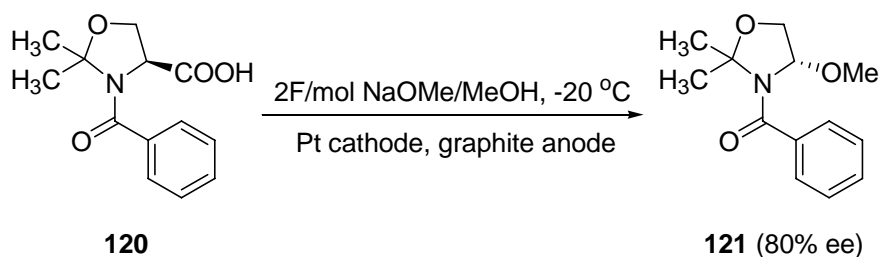 O
H₃C
H₃C
N
COOH
O
120
2F/mol NaOMe/MeOH, -20 °C
Pt cathode, graphite anode
O
H₃C
H₃C
N
OMe
O
121 (80% ee)